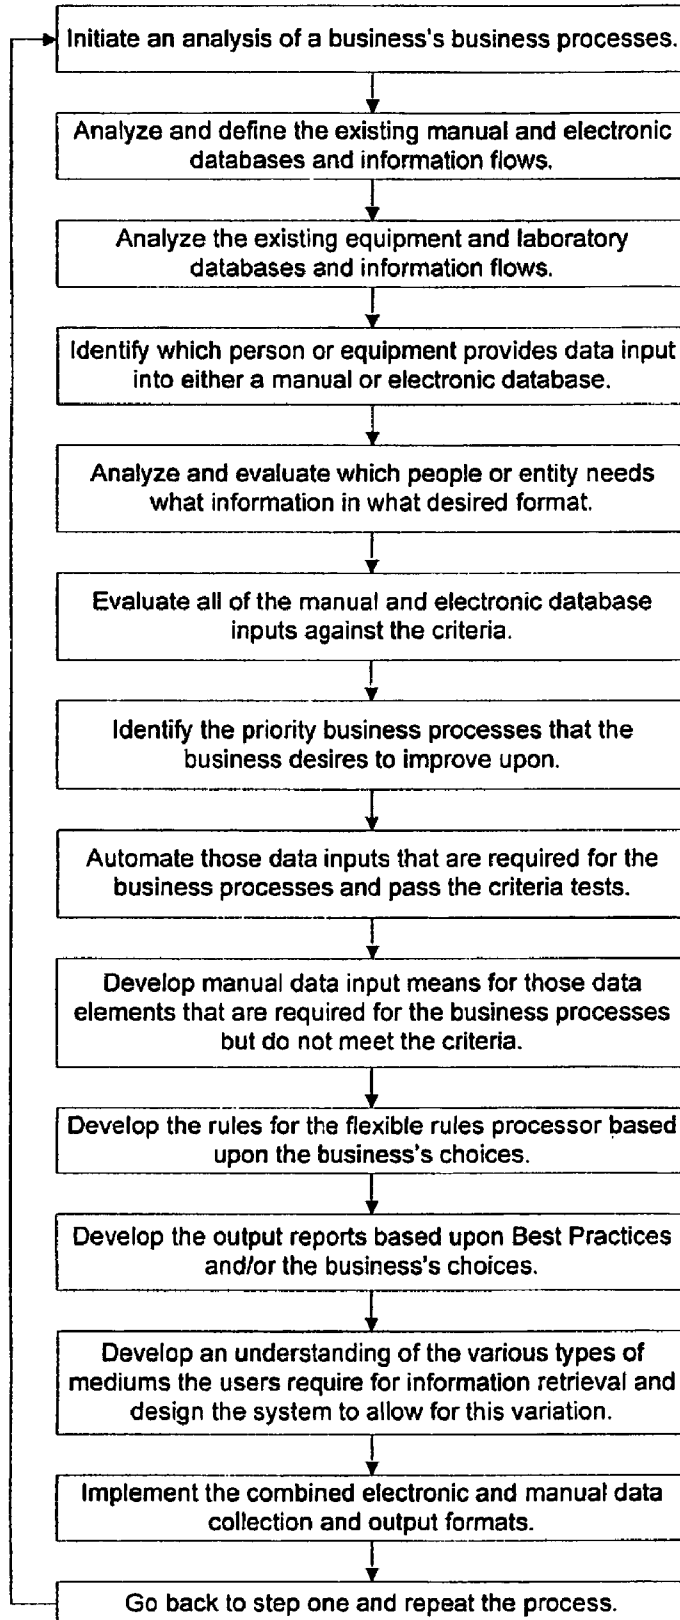 Initiate an analysis of a business's business processes.
Analyze and define the existing manual and electronic
databases and information flows.
Analyze the existing equipment and laboratory
databases and information flows.
Identify which person or equipment provides data input
into either a manual or electronic database.
Analyze and evaluate which people or entity needs
what information in what desired format.
Evaluate all of the manual and electronic database
inputs against the criteria.
Identify the priority business processes that the
business desires to improve upon.
Automate those data inputs that are required for the
business processes and pass the criteria tests.
Develop manual data input means for those data
elements that are required for the business processes
but do not meet the criteria.
Develop the rules for the flexible rules processor based
upon the business's choices.
Develop the output reports based upon Best Practices
and/or the business's choices.
Develop an understanding of the various types of
mediums the users require for information retrieval and
design the system to allow for this variation.
Implement the combined electronic and manual data
collection and output formats.
Go back to step one and repeat the process.